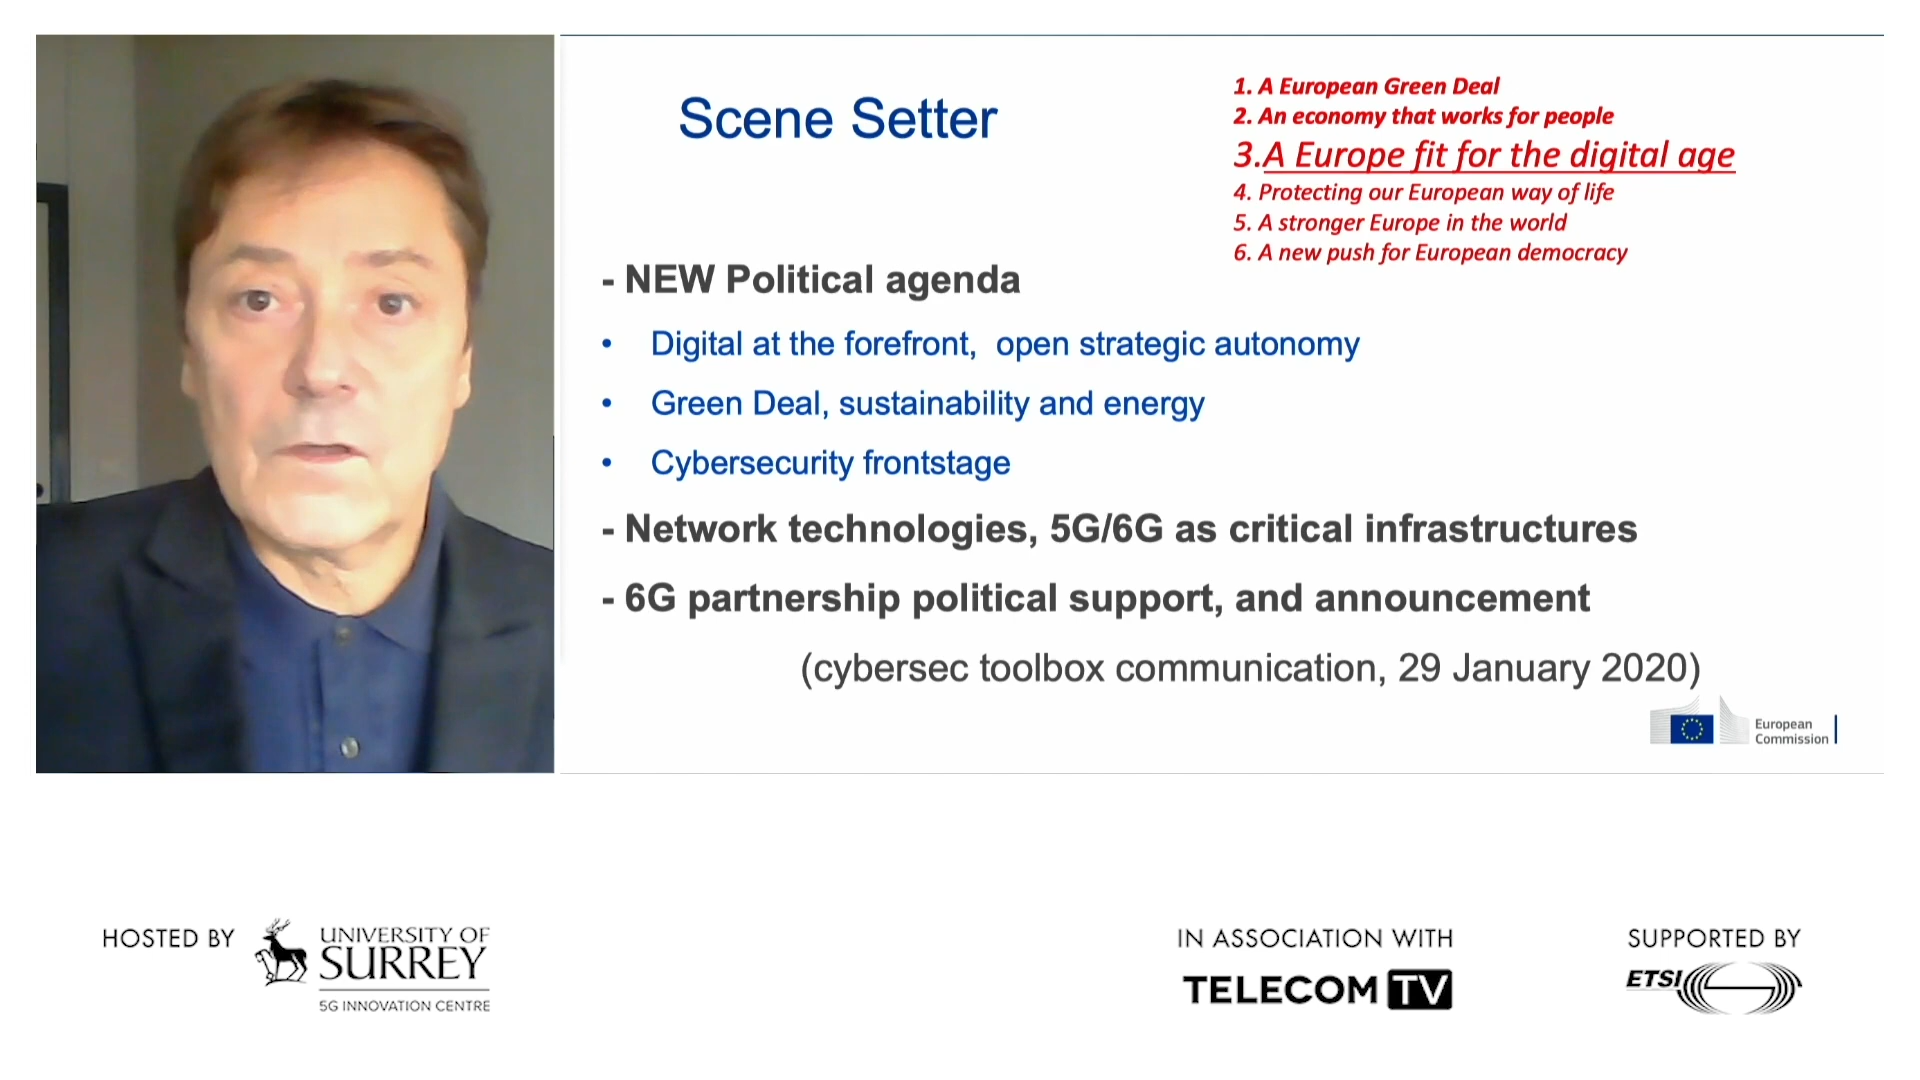 Scene Setter
1. A European Green Deal
2. An economy that works for people
3.A Europe fit for the digital age
4. Protecting our European way of life
5. A stronger Europe in the world
6. A new push for European democracy
- NEW Political agenda
• Digital at the forefront, open strategic autonomy
• Green Deal, sustainability and energy
• Cybersecurity frontstage
- Network technologies, 5G/6G as critical infrastructures
- 6G partnership political support, and announcement
(cybersec toolbox communication, 29 January 2020)
European
Commission
HOSTED BY
UNIVERSITY OF
SURREY
5G INNOVATION CENTRE
IN ASSOCIATION WITH
TELECOM TV
SUPPORTED BY
ETSI